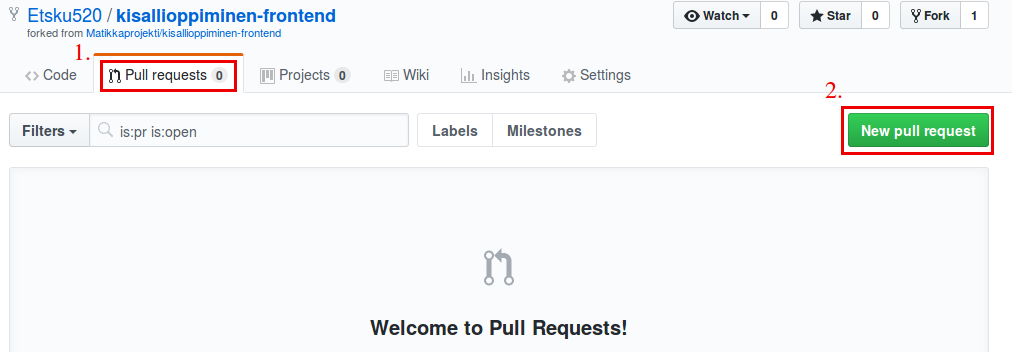 Etsku520 / kisallioppiminen-frontend
Watch 0 Star 0 Fork 1
forked from Matikkaprojekti/kisallioppiminen-frontend
1.
Code Pull requests 0 Projects 0 Wiki Insights Settings
2.
Filters is:pr is:open Labels Milestones New pull request
Welcome to Pull Requests!